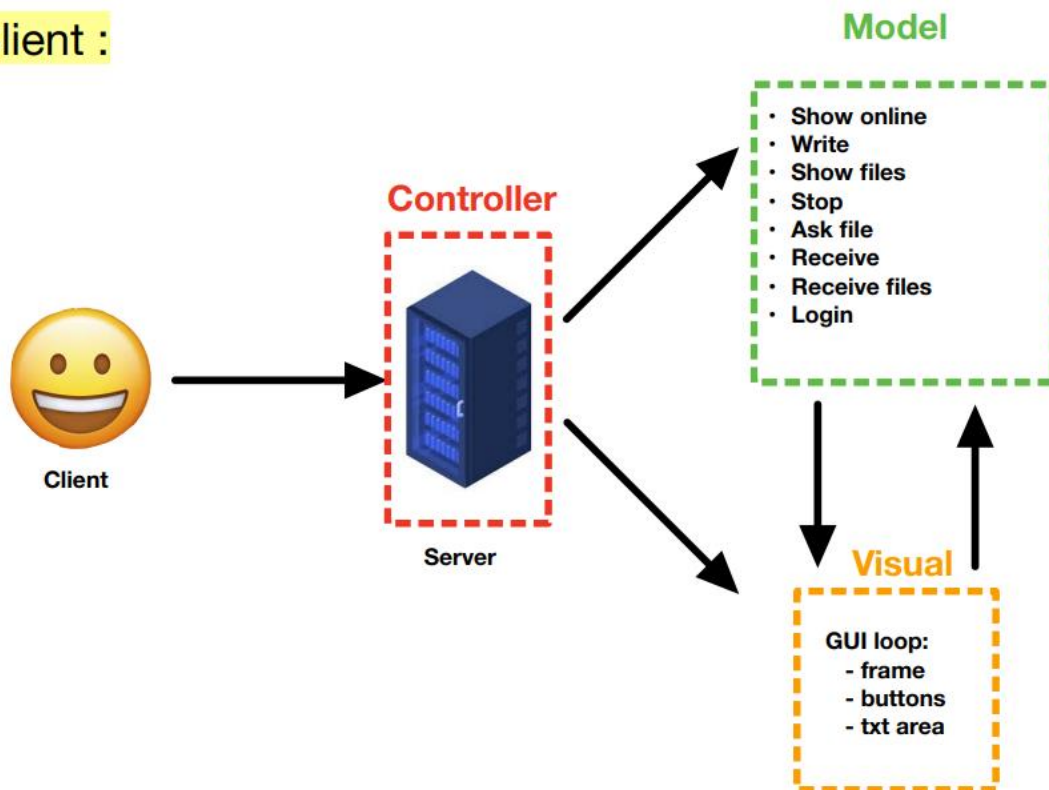 lient :
Model
· Show online
· Write
· Show files
· Stop
· Ask file
· Receive
· Receive files
· Login
Controller
Client
Server
Visual
GUI loop:
- frame
- buttons
- txt area